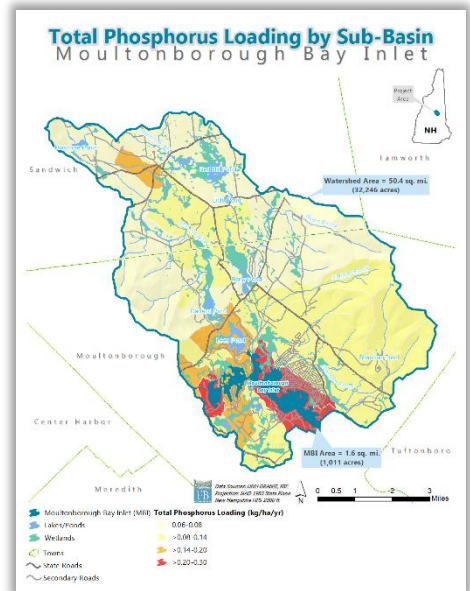 Total Phosphorus Loading by Sub-Basin
Moultonborough Bay Inlet
Project
Area
NH
Sandwich
Tamworth
Watershed Area = 50.4 sq. mi.
(32,246 acres)
Lees Pond
Moultonborough
Moultonborough
Bay Inlet
Center Harbor
MBI Area = 1.6 sq. mi.
(1,011 acres)
Tuftonboro
Meredith
FB
N
0 0.5 1 2 3
Miles
Moultonborough Bay Inlet (MBI)
Lakes/Ponds
Wetlands
Towns
State Roads
Secondary Roads
Total Phosphorus Loading (kg/ha/yr)
0.06-0.08
>0.08-0.14
>0.14-0.20
>0.20-0.30